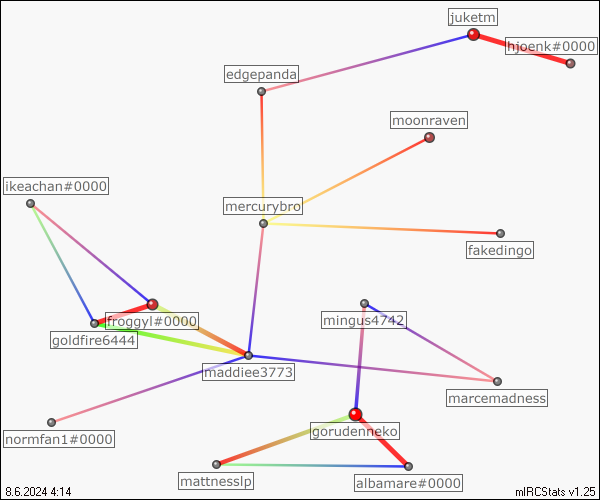 juketm
hjoenk#0000
edgepanda
moonraven
ikeachan#0000
mercurybro
fakedingo
froggyl#0000
mingus4742
goldfire6444
maddiee3773
marcemadness
normfan1#0000
gorudenneko
mattnesslp
albamare#0000
8.6.2024 4:14
mIRCStats v1.25